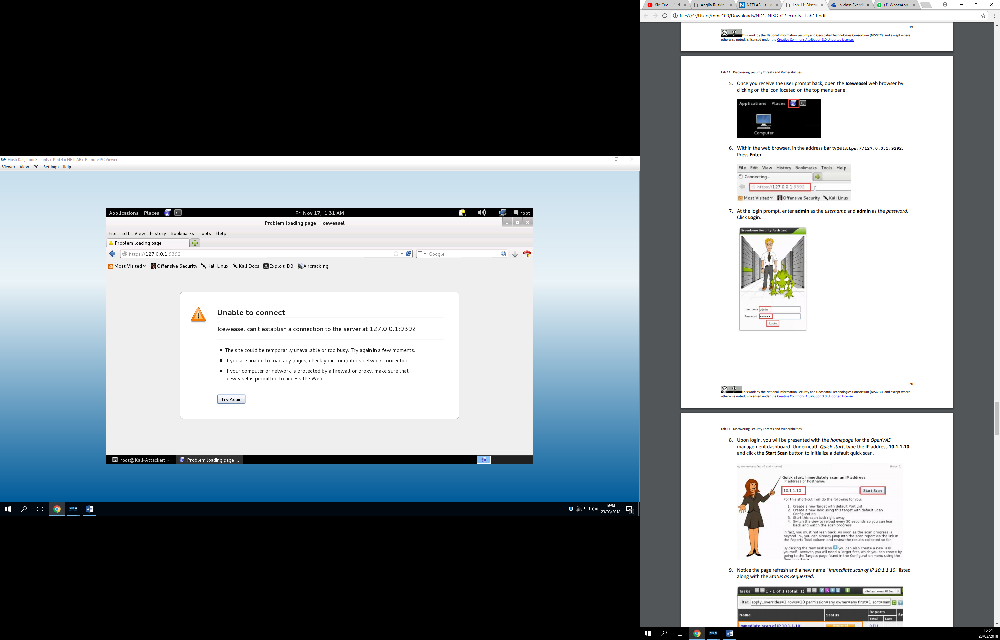 Host: Kali, Pod: Security+ Pod 4 :: NETLAB+ Remote PC Viewer
Viewer View PC Settings Help
Applications Places Fri Nov 17, 1:31 AM root
Problem loading page – Iceweasel
File Edit View History Bookmarks Tools Help
Problem loading page
https://127.0.0.1:9392 Google
Most Visited Offensive Security Kali Linux Kali Docs Exploit-DB Aircrack-ng
Unable to connect
Iceweasel can't establish a connection to the server at 127.0.0.1:9392.
The site could be temporarily unavailable or too busy. Try again in a few moments.
If you are unable to load any pages, check your computer's network connection.
If your computer or network is protected by a firewall or proxy, make sure that
Iceweasel is permitted to access the Web.
Try Again
root@Kali-Attacker: ~ Problem loading page ...
NDG
16:54
23/03/2018
1
Kid Cudi - Anglia Ruskin NETLAB+ > La Lab 11: Disco In-class Exerci (1) WhatsApp
file:///C:/Users/rnmc100/Downloads/NDG_NISGTC_Security__Lab11.pdf
19
This work by the National Information Security and Geospatial Technologies Consortium (NISGTC), and except where
otherwise noted, is licensed under the Creative Commons Attribution 3.0 Unported License.
Lab 11: Discovering Security Threats and Vulnerabilities
5. Once you receive the user prompt back, open the Iceweasel web browser by
clicking on the icon located on the top menu pane.
Applications Places
Computer
6. Within the web browser, in the address bar type https://127.0.0.1:9392.
Press Enter.
File Edit View History Bookmarks Tools Help
Connecting...
https://127.0.0.1:9392
Most Visited Offensive Security Kali Linux
7. At the login prompt, enter admin as the username and admin as the password.
Click Login.
Greenbone Security Assistant
Username admin
Password •••••
Login
20
This work by the National Information Security and Geospatial Technologies Consortium (NISGTC), and except where
otherwise noted, is licensed under the Creative Commons Attribution 3.0 Unported License.
Lab 11: Discovering Security Threats and Vulnerabilities
8. Upon login, you will be presented with the homepage for the OpenVAS
management dashboard. Underneath Quick start, type the IP address 10.1.1.10
and click the Start Scan button to initialize a default quick scan.
ny owner=any first=1 sort=name) (total: 0)
Quick start: Immediately scan an IP address
IP address or hostname:
10.1.1.10 Start Scan
For this short-cut I will do the following for you:
1. Create a new Target with default Port List
2. Create a new Task using this target with default Scan
Configuration
3. Start this scan task right away
4. Switch the view to reload every 30 seconds so you can lean
back and watch the scan progress
In fact, you must not lean back. As soon as the scan progress is
beyond 1%, you can already jump into the scan report via the link in
the Reports Total column and review the results collected so far.
By clicking the New Task icon you can also create a new Task
yourself. However, you will need a Target first, which you can create by
going to the Targets page found in the Configuration menu using the
New icon there.
9. Notice the page refresh and a new name “Immediate scan of IP 10.1.1.10” listed
along with the Status as Requested.
Tasks 1 - 1 of 1 (total: 1) √Refresh every 30 Sec.
Filter: apply_overrides=1 rows=10 permission=any owner=any first=1 sort=nam
Name Status Reports Se
Total Last
Immediate scan of IP 10.1.1.10 Requested 0 (1)
NDG
16:54
23/03/2018